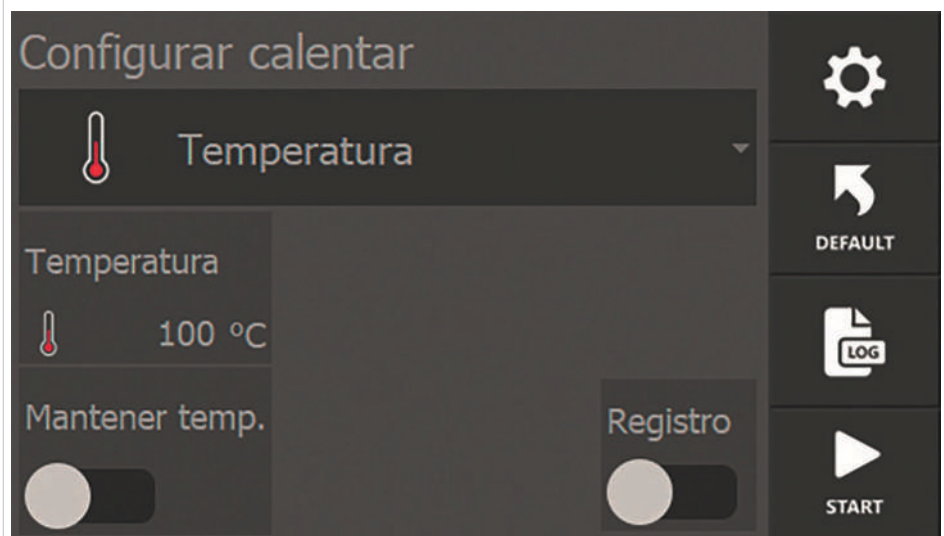 Configurar calentar
Temperatura
DEFAULT
Temperatura
100 °C
LOG
Mantener temp.
Registro
START